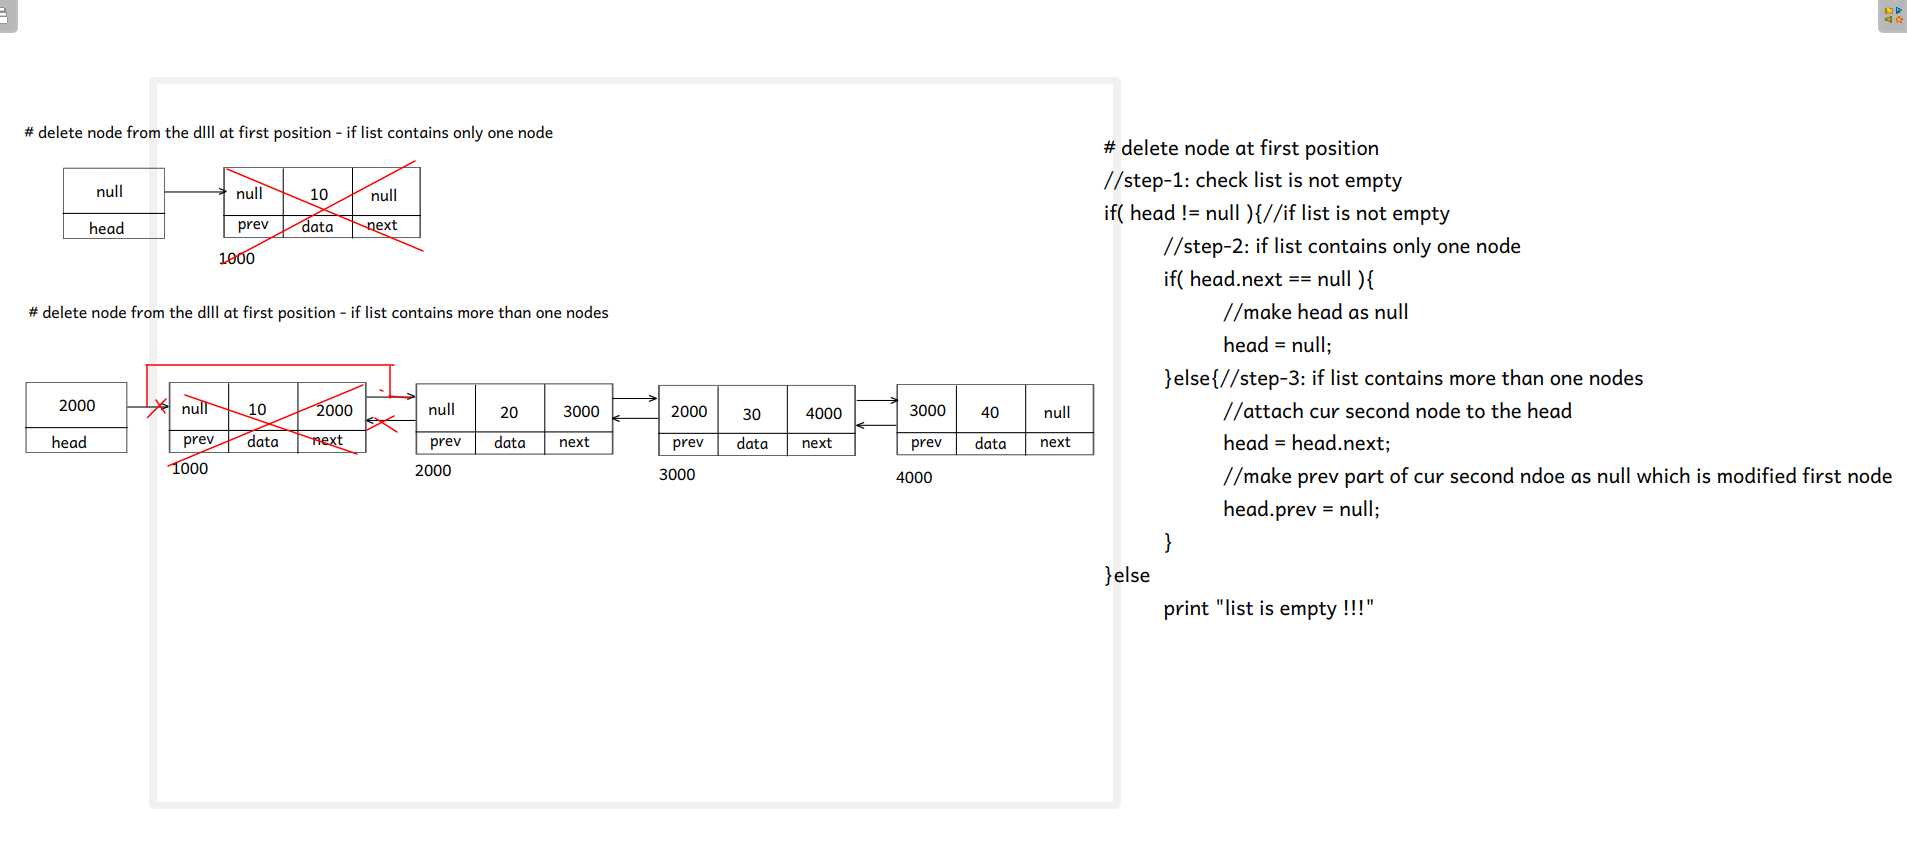 # delete node from the dlll at first position - if list contains only one node
null
head
null 10 null
prev data next
1000
# delete node from the dlll at first position - if list contains more than one nodes
2000
head
null 10 2000
prev data next
1000
null 20 3000
prev data next
2000
2000 30 4000
prev data next
3000
3000 40 null
prev data next
4000
# delete node at first position
//step-1: check list is not empty
if( head != null ){//if list is not empty
//step-2: if list contains only one node
if( head.next == null ){
//make head as null
head = null;
}else{//step-3: if list contains more than one nodes
//attach cur second node to the head
head = head.next;
//make prev part of cur second ndoe as null which is modified first node
head.prev = null;
}
}else
print "list is empty !!!"